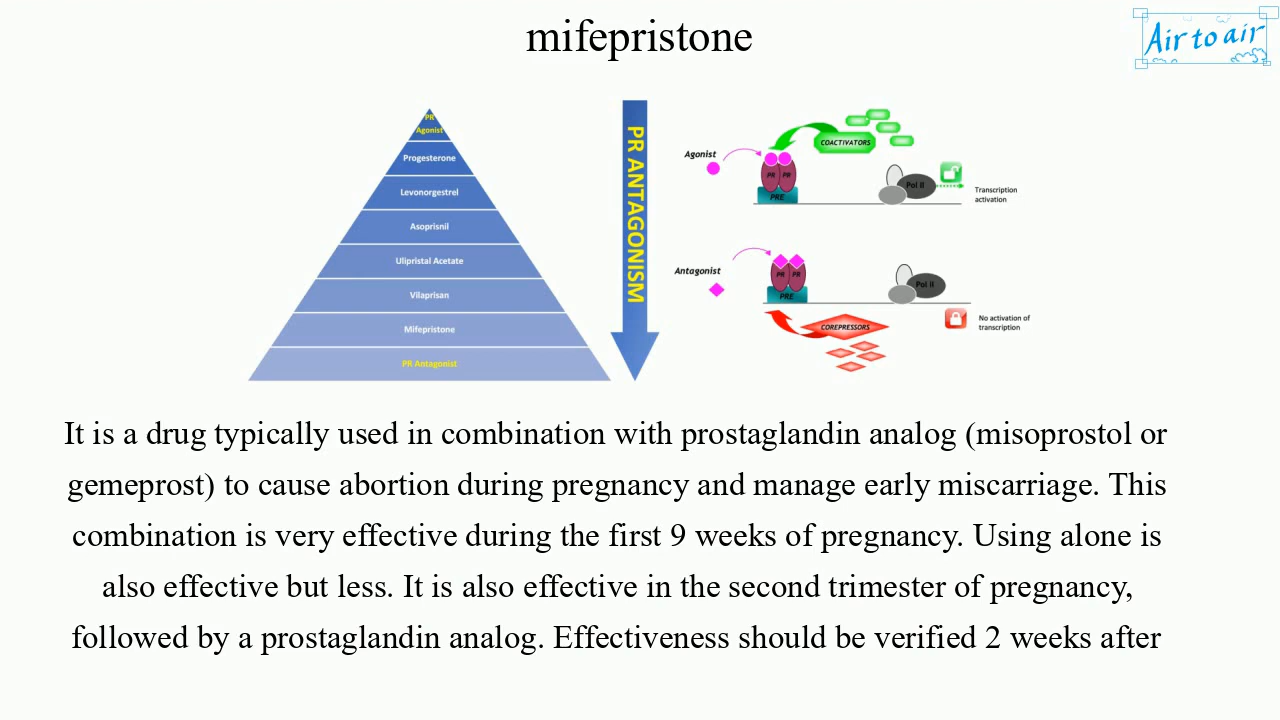 mifepristone
Air to air
PR
Agonist
Progesterone
Levonorgestrel
Asoprisnil
Ulipristal Acetate
Vilaprisan
Mifepristone
PR Antagonist
PR ANTAGONISM
Agonist
COACTIVATORS
PR PR
PRE
Pol II
Transcription
activation
Antagonist
PR PR
PRE
Pol II
COREPRESSORS
No activation of
transcription
It is a drug typically used in combination with prostaglandin analog (misoprostol or
gemeprost) to cause abortion during pregnancy and manage early miscarriage. This
combination is very effective during the first 9 weeks of pregnancy. Using alone is
also effective but less. It is also effective in the second trimester of pregnancy,
followed by a prostaglandin analog. Effectiveness should be verified 2 weeks after